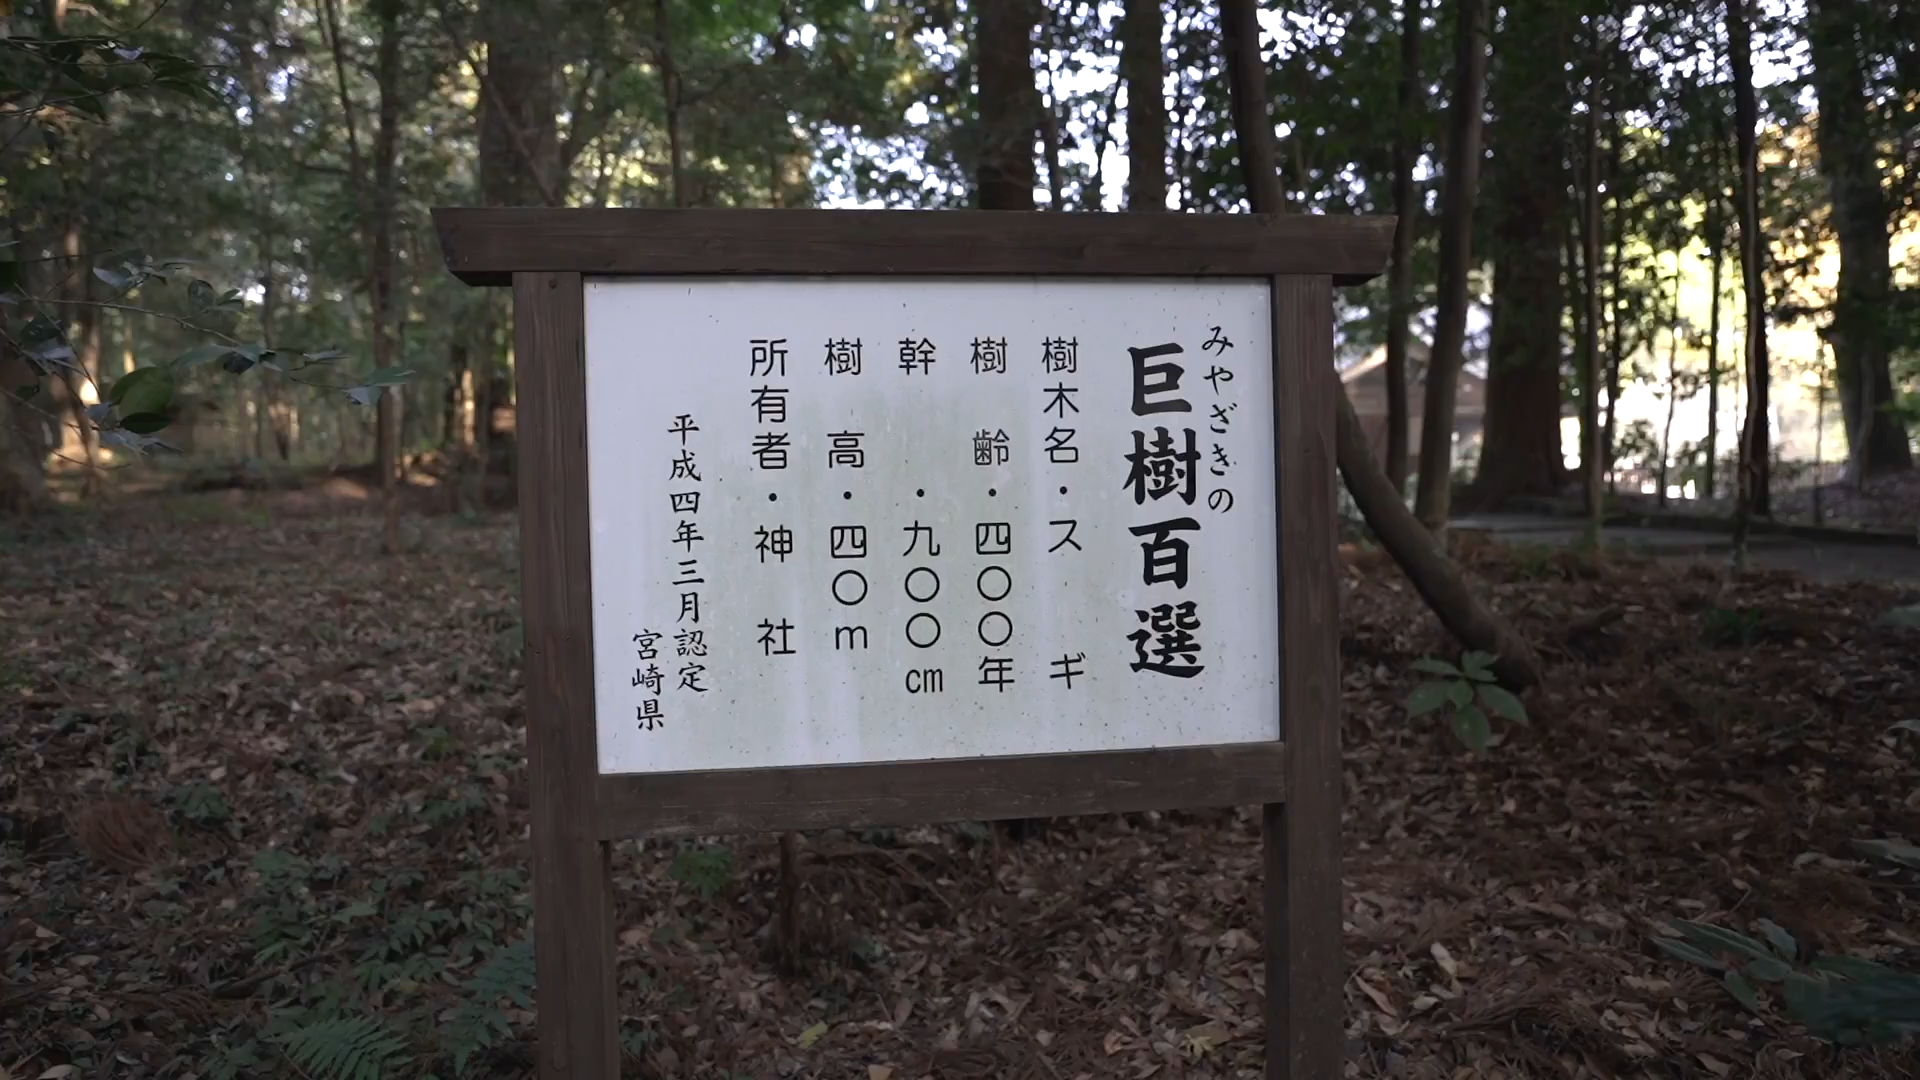 みやざきの
巨樹百選
樹木名・スギ
樹齢・四〇〇年
幹・九〇〇cm
樹高・四〇m
所有者・神社
平成四年三月認定
宮崎県